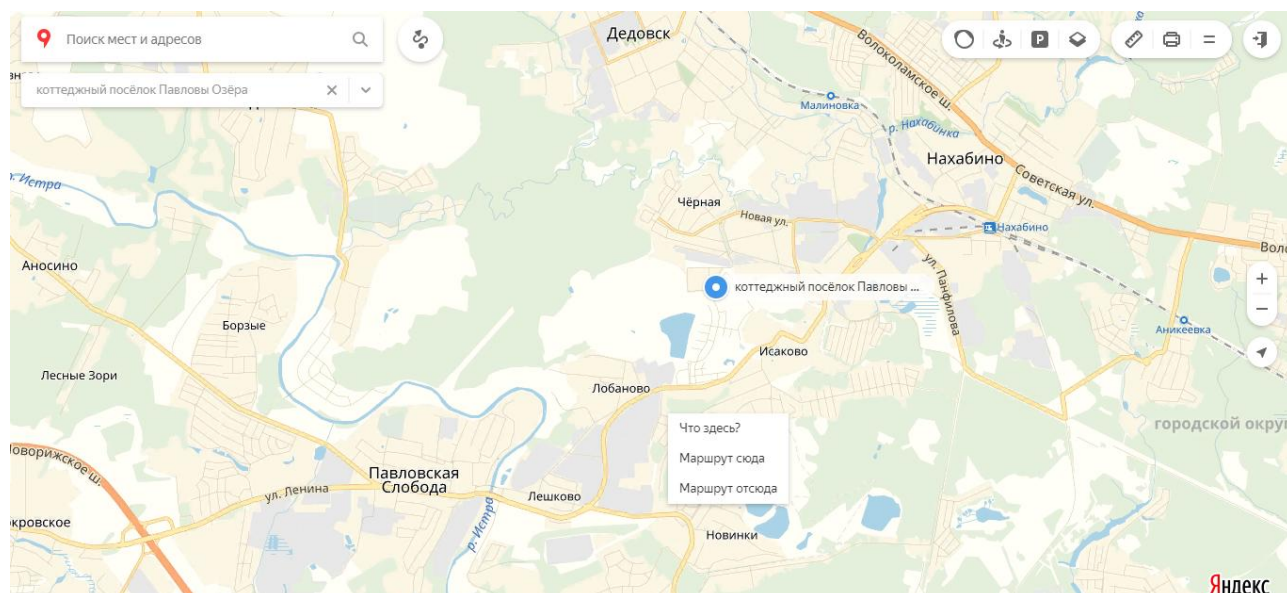 Поиск мест и адресов
коттеджный посёлок Павловы Озёра
Дедовск
Волоколамское ш.
Малиновка
р. Нахабинка
Нахабино
Советская ул.
р. Истра
Чёрная
Новая ул.
Нахабино
Аносино
ул. Панфилова
коттеджный посёлок Павловы ...
Борзые
Аникеевка
Исаково
Лесные Зори
Лобаново
городской окру
Что здесь?
Маршрут сюда
Маршрут отсюда
Новорижское ш.
Павловская
Слобода
ул. Ленина
Лешково
р. Истра
Новинки
Яндекс